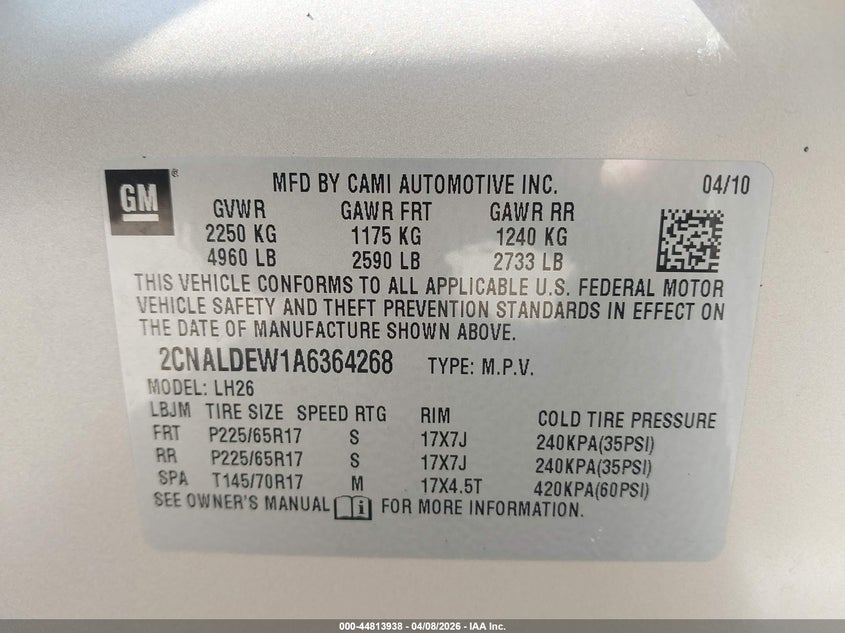 GM ®
MFD BY CAMI AUTOMOTIVE INC. 04/10
GVWR GAWR FRT GAWR RR
2250 KG 1175 KG 1240 KG
4960 LB 2590 LB 2733 LB
THIS VEHICLE CONFORMS TO ALL APPLICABLE U.S. FEDERAL MOTOR
VEHICLE SAFETY AND THEFT PREVENTION STANDARDS IN EFFECT ON
THE DATE OF MANUFACTURE SHOWN ABOVE.
2CNALDEW1A6364268 TYPE: M.P.V.
MODEL: LH26
LBJM TIRE SIZE SPEED RTG RIM COLD TIRE PRESSURE
FRT P225/65R17 S 17X7J 240KPA(35PSI)
RR P225/65R17 S 17X7J 240KPA(35PSI)
SPA T145/70R17 M 17X4.5T 420KPA(60PSI)
SEE OWNER'S MANUAL FOR MORE INFORMATION.
000-44813938 - 04/08/2026 - IAA Inc.